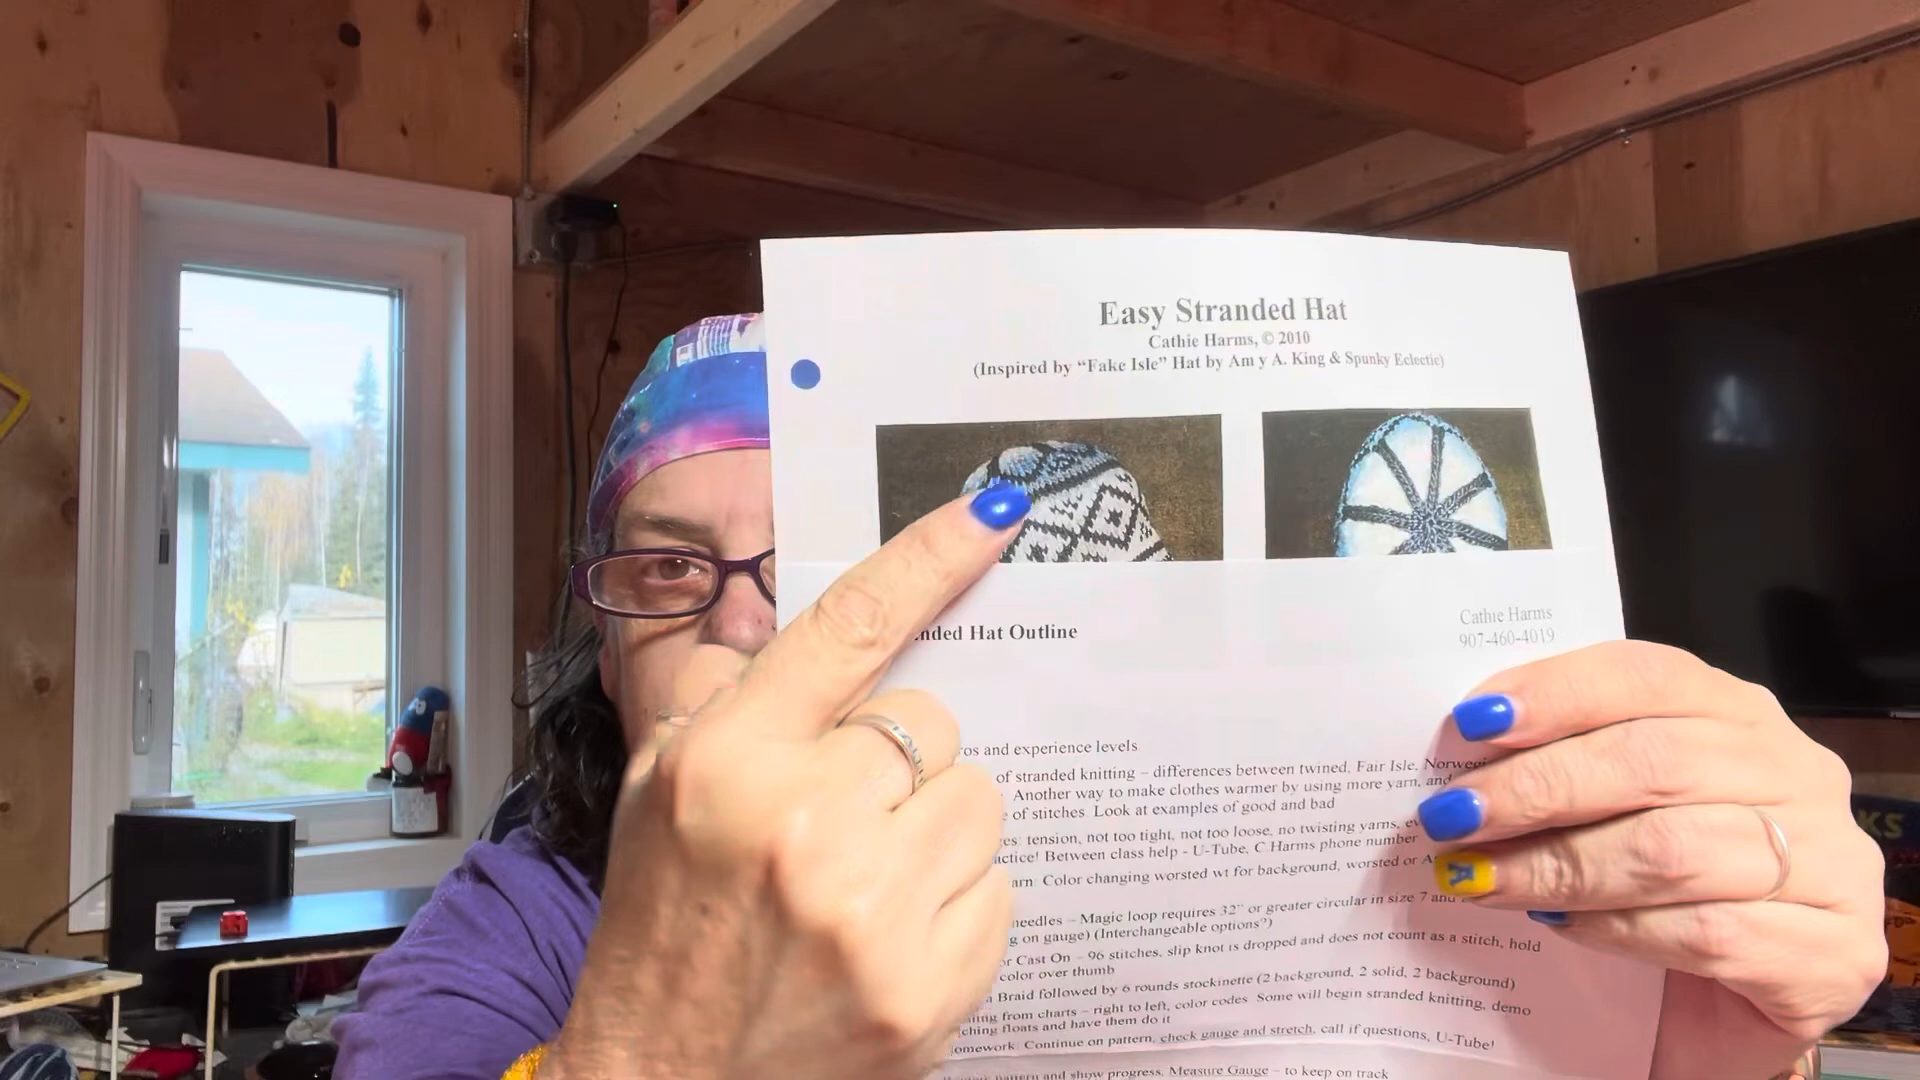 Easy Stranded Hat
Cathie Harms, © 2010
(Inspired by “Fake Isle” Hat by Am y A. King & Spunky Eclectic)
Hat Outline
Cathie Harms
907-460-4019
and experience levels
of stranded knitting – differences between twined, Fair Isle,
Another way to make clothes warmer by using more yarn, and
of stitches. Look at examples of good and bad
tension, not too tight, not too loose, no twisting yarns,
Between class help - U-Tube, C.Harms phone number
Color changing worsted wt for background, worsted or
needles – Magic loop requires 32" or greater circular in size 7 and
on gauge) (Interchangeable options?)
Cast On – 96 stitches, slip knot is dropped and does not count as a stitch, hold
color over thumb
Braid followed by 6 rounds stockinette (2 background, 2 solid, 2 background)
from charts – right to left, color codes. Some will begin stranded knitting, demo
floats and have them do it
Continue on pattern, check gauge and stretch, call if questions, U-Tube!
pattern and show progress. Measure Gauge – to keep on track
A
KS